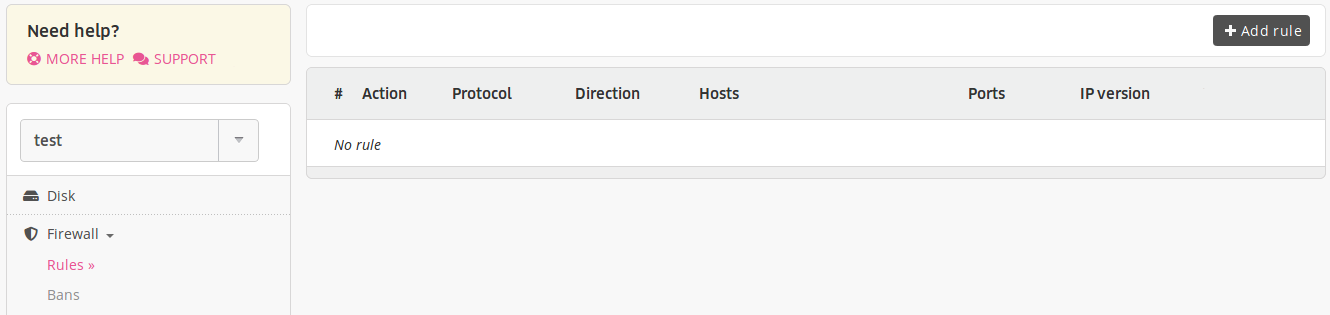 Need help?
MORE HELP SUPPORT
test
Disk
Firewall
Rules »
Bans
Add rule
# Action Protocol Direction Hosts Ports IP version
No rule